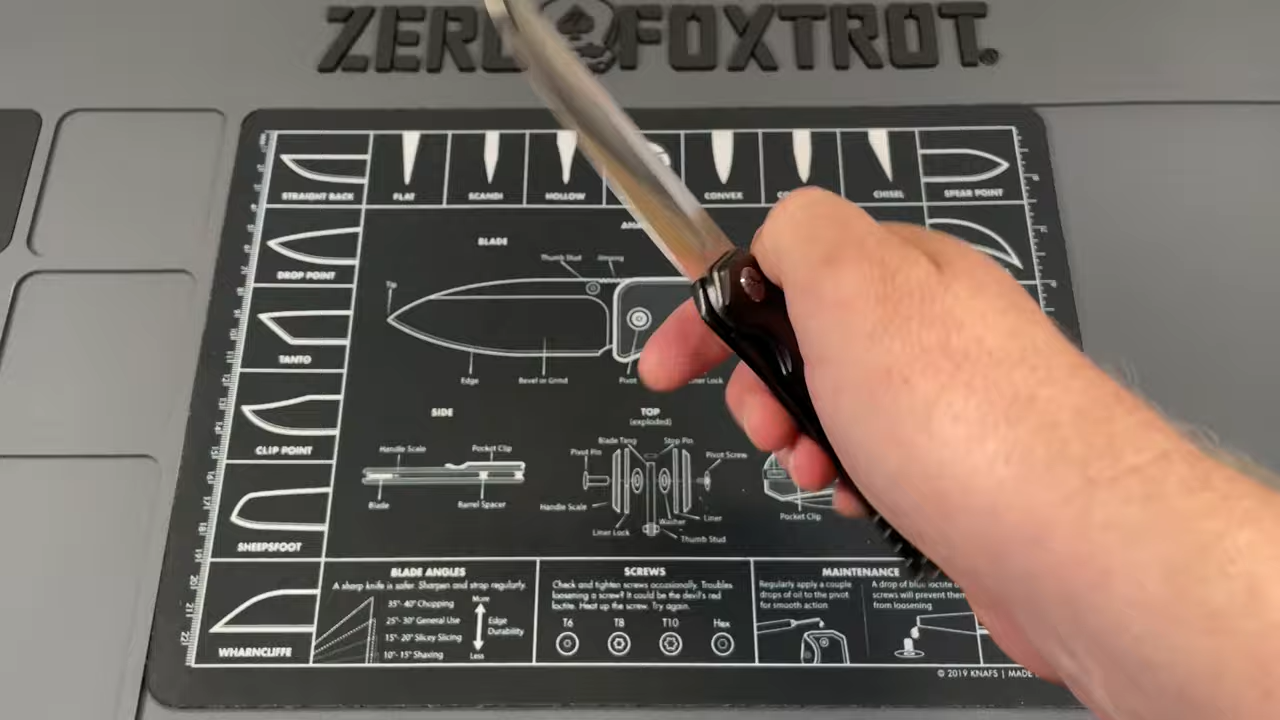 ZERO FOXTROT
STRAIGHT BACK
FLAT
SCANDI
HOLLOW
CONVEX
CHISEL
SPEAR POINT
BLADE
DROP POINT
Thumb Stud
Jimping
Tip
TANTO
Edge
Bevel or Grind
Pivot
Liner Lock
SIDE
TOP
(exploded)
CLIP POINT
Handle Scale
Pocket Clip
Blade Tang
Stop Pin
Pivot Pin
Pivot Screw
Blade
Barrel Spacer
Handle Scale
Liner Lock
Washer
Liner
Thumb Stud
Pocket Clip
SHEEPSFOOT
BLADE ANGLES
A sharp knife is safer. Sharpen and strop regularly.
35°- 40° Chopping
25°- 30° General Use
15°- 20° Slicey Slicing
10°- 15° Shaving
More
Edge
Durability
Less
SCREWS
Check and tighten screws occasionally. Troubles
loosening a screw? It could be the devil's red
loctite. Heat up the screw. Try again.
T6
T8
T10
Hex
MAINTENANCE
Regularly apply a couple
drops of oil to the pivot
for smooth action
A drop of blue loctite
screws will prevent them
from loosening
WHARNCLIFFE
© 2019 KNAFS | MADE